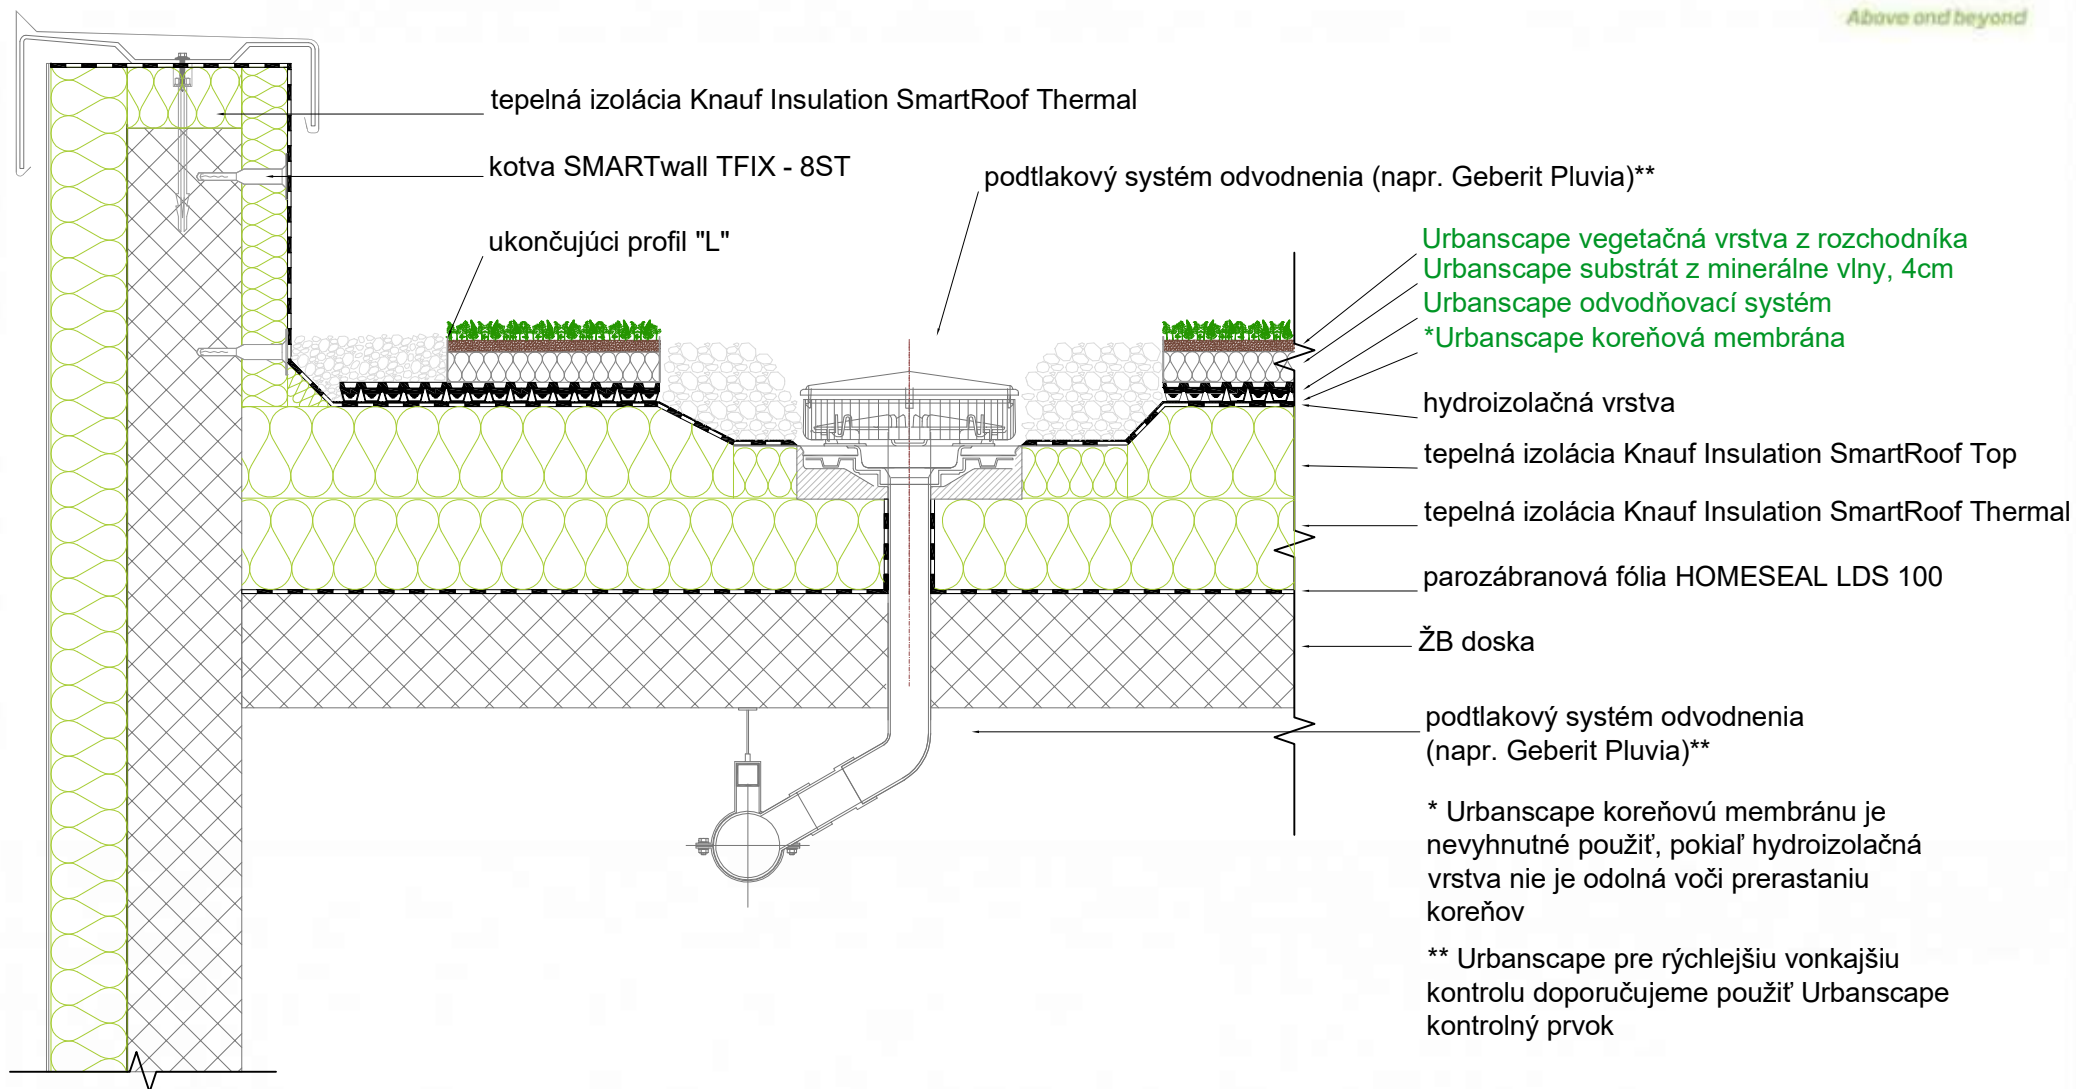 Above and beyond
tepelná izolácia Knauf Insulation SmartRoof Thermal
kotva SMARTwall TFIX - 8ST
podtlakový systém odvodnenia (napr. Geberit Pluvia)**
ukončujúci profil "L"
Urbanscape vegetačná vrstva z rozchodníka
Urbanscape substrát z minerálne vlny, 4cm
Urbanscape odvodňovací systém
*Urbanscape koreňová membrána
hydroizolačná vrstva
tepelná izolácia Knauf Insulation SmartRoof Top
tepelná izolácia Knauf Insulation SmartRoof Thermal
parozábranová fólia HOMESEAL LDS 100
ŽB doska
podtlakový systém odvodnenia
(napr. Geberit Pluvia)**
* Urbanscape koreňovú membránu je
nevyhnutné použiť, pokiaľ hydroizolačná
vrstva nie je odolná voči prerastaniu
koreňov
** Urbanscape pre rýchlejšiu vonkajšiu
kontrolu doporučujeme použiť Urbanscape
kontrolný prvok